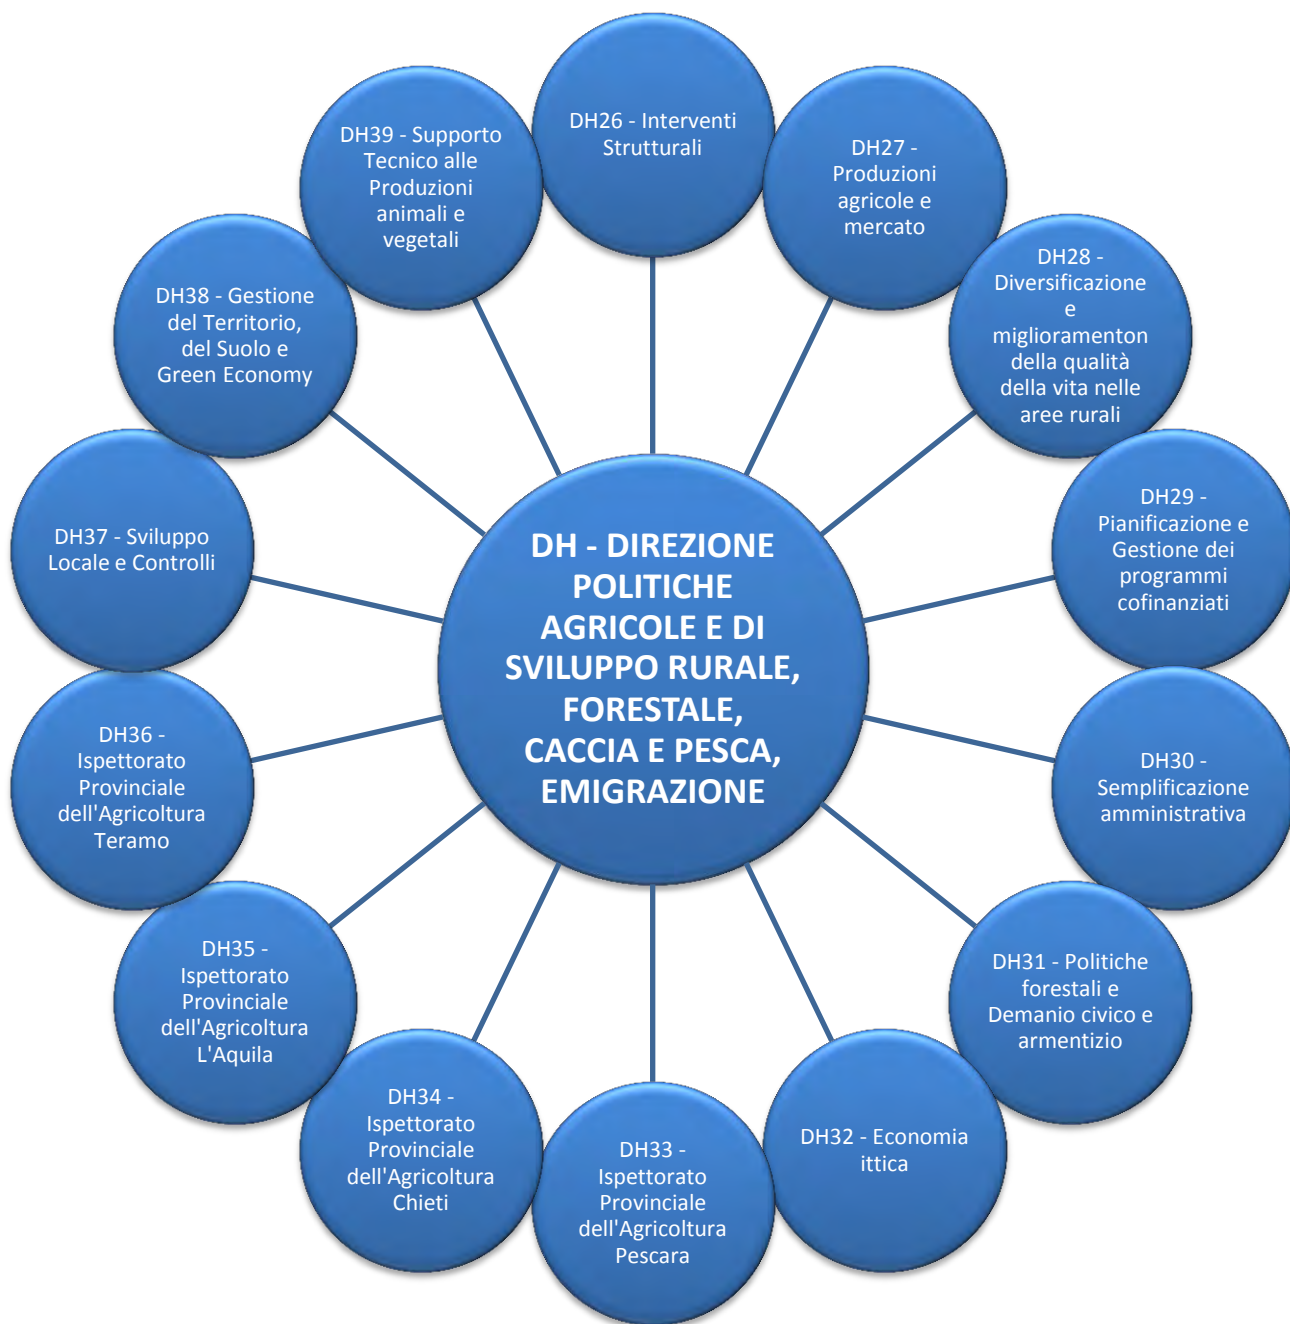 DH26 - Interventi
Strutturali
DH27 -
Produzioni
agricole e
mercato
DH28 -
Diversificazione
e
miglioramenton
della qualità
della vita nelle
aree rurali
DH29 -
Pianificazione e
Gestione dei
programmi
cofinanziati
DH30 -
Semplificazione
amministrativa
DH31 - Politiche
forestali e
Demanio civico e
armentizio
DH32 - Economia
ittica
DH33 -
Ispettorato
Provinciale
dell'Agricoltura
Pescara
DH34 -
Ispettorato
Provinciale
dell'Agricoltura
Chieti
DH35 -
Ispettorato
Provinciale
dell'Agricoltura
L'Aquila
DH36 -
Ispettorato
Provinciale
dell'Agricoltura
Teramo
DH37 - Sviluppo
Locale e Controlli
DH38 - Gestione
del Territorio,
del Suolo e
Green Economy
DH39 - Supporto
Tecnico alle
Produzioni
animali e
vegetali
DH - DIREZIONE
POLITICHE
AGRICOLE E DI
SVILUPPO RURALE,
FORESTALE,
CACCIA E PESCA,
EMIGRAZIONE